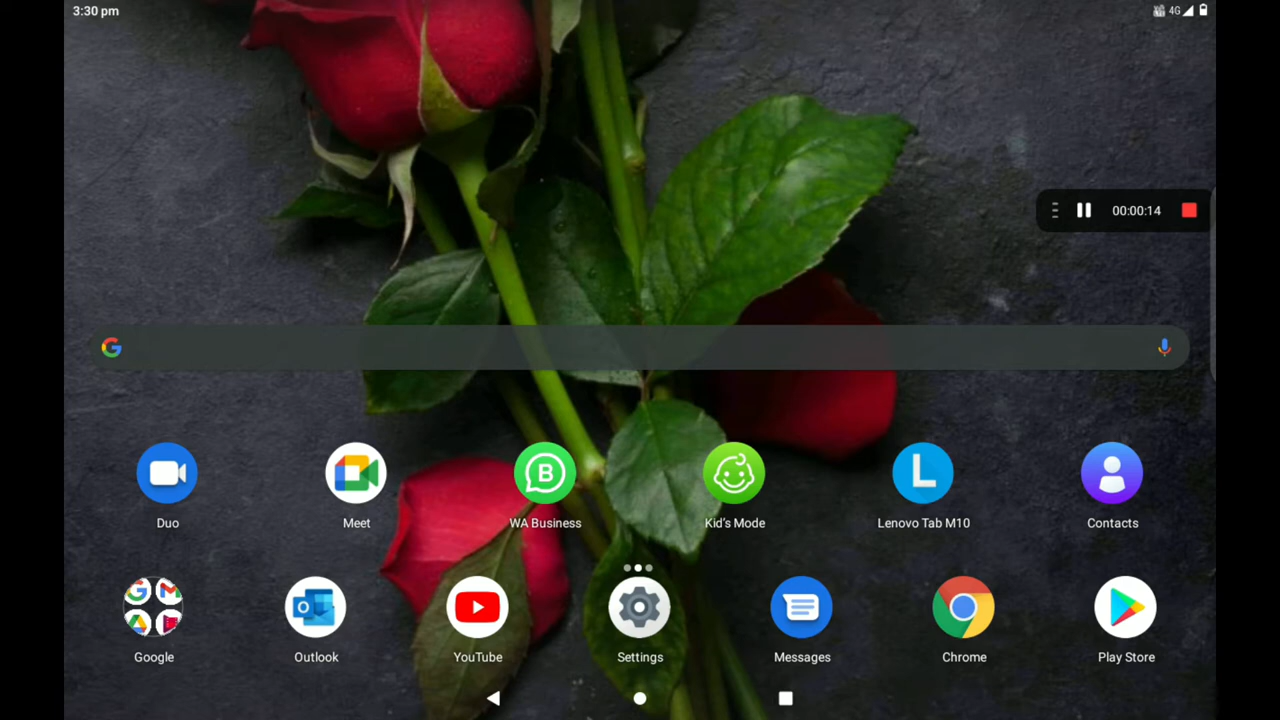 3:30 pm
4G
00:00:14
Duo
Meet
WA Business
Kid's Mode
Lenovo Tab M10
Contacts
Google
Outlook
YouTube
Settings
Messages
Chrome
Play Store